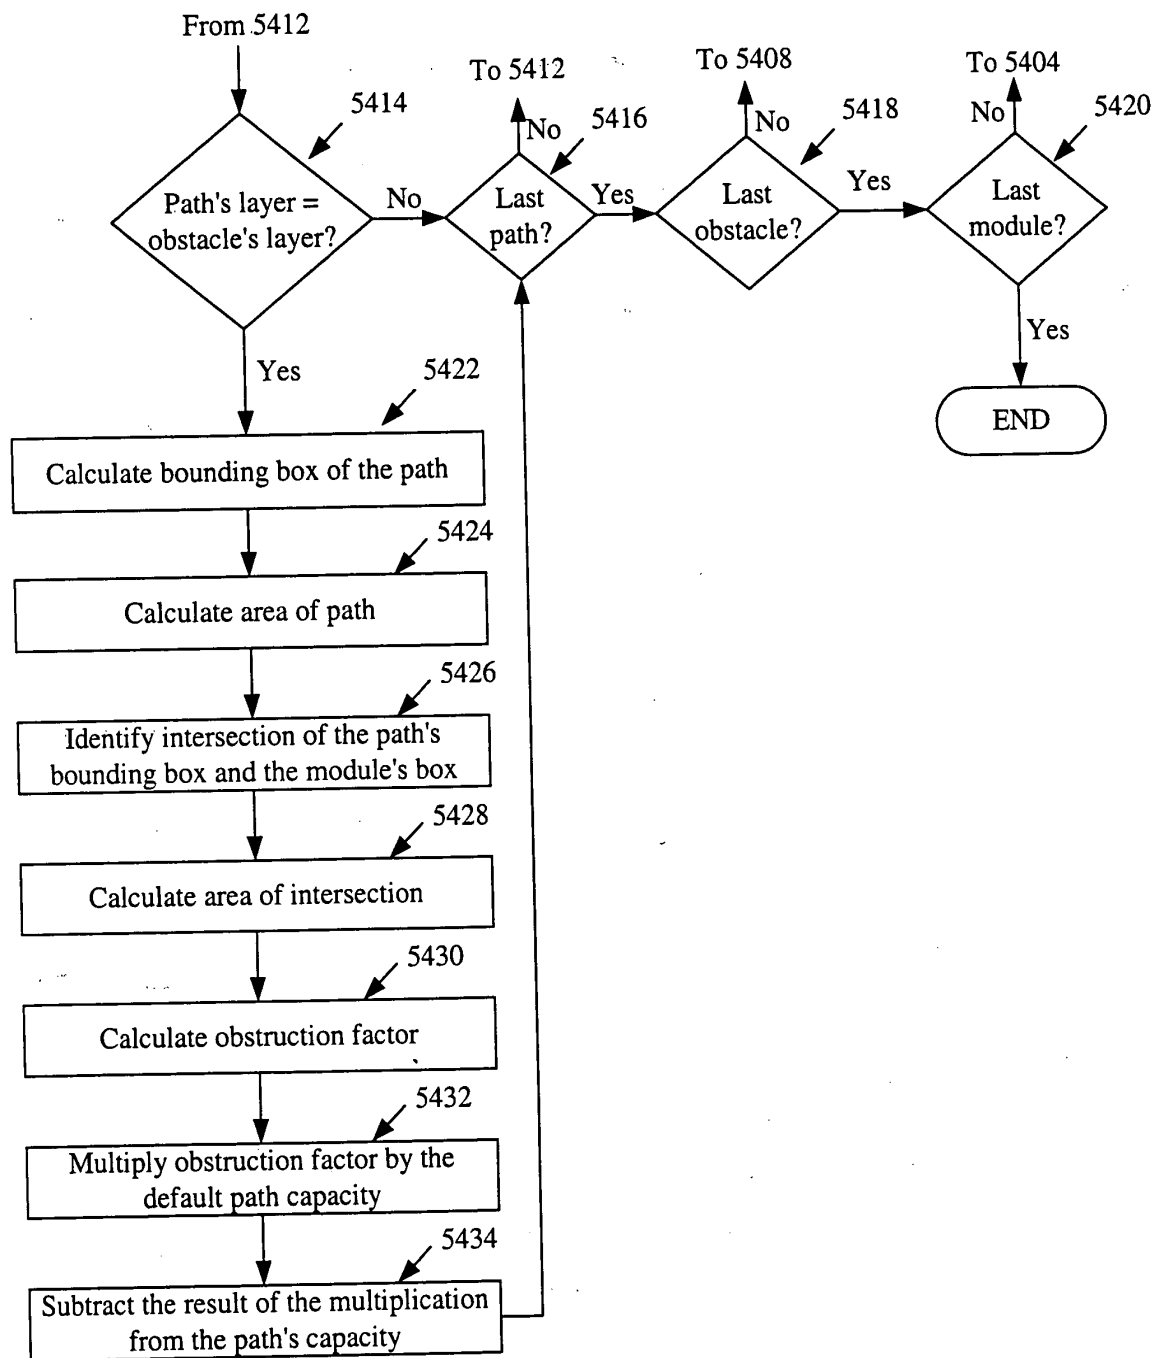 From 5412
To 5412
To 5408
To 5404
5414
No
5416
No
5418
No
5420
Path's layer =
obstacle's layer?
No
Last
path?
Yes
Last
obstacle?
Yes
Last
module?
Yes
Yes
END
5422
Calculate bounding box of the path
5424
Calculate area of path
5426
Identify intersection of the path's
bounding box and the module's box
5428
Calculate area of intersection
5430
Calculate obstruction factor
5432
Multiply obstruction factor by the
default path capacity
5434
Subtract the result of the multiplication
from the path's capacity